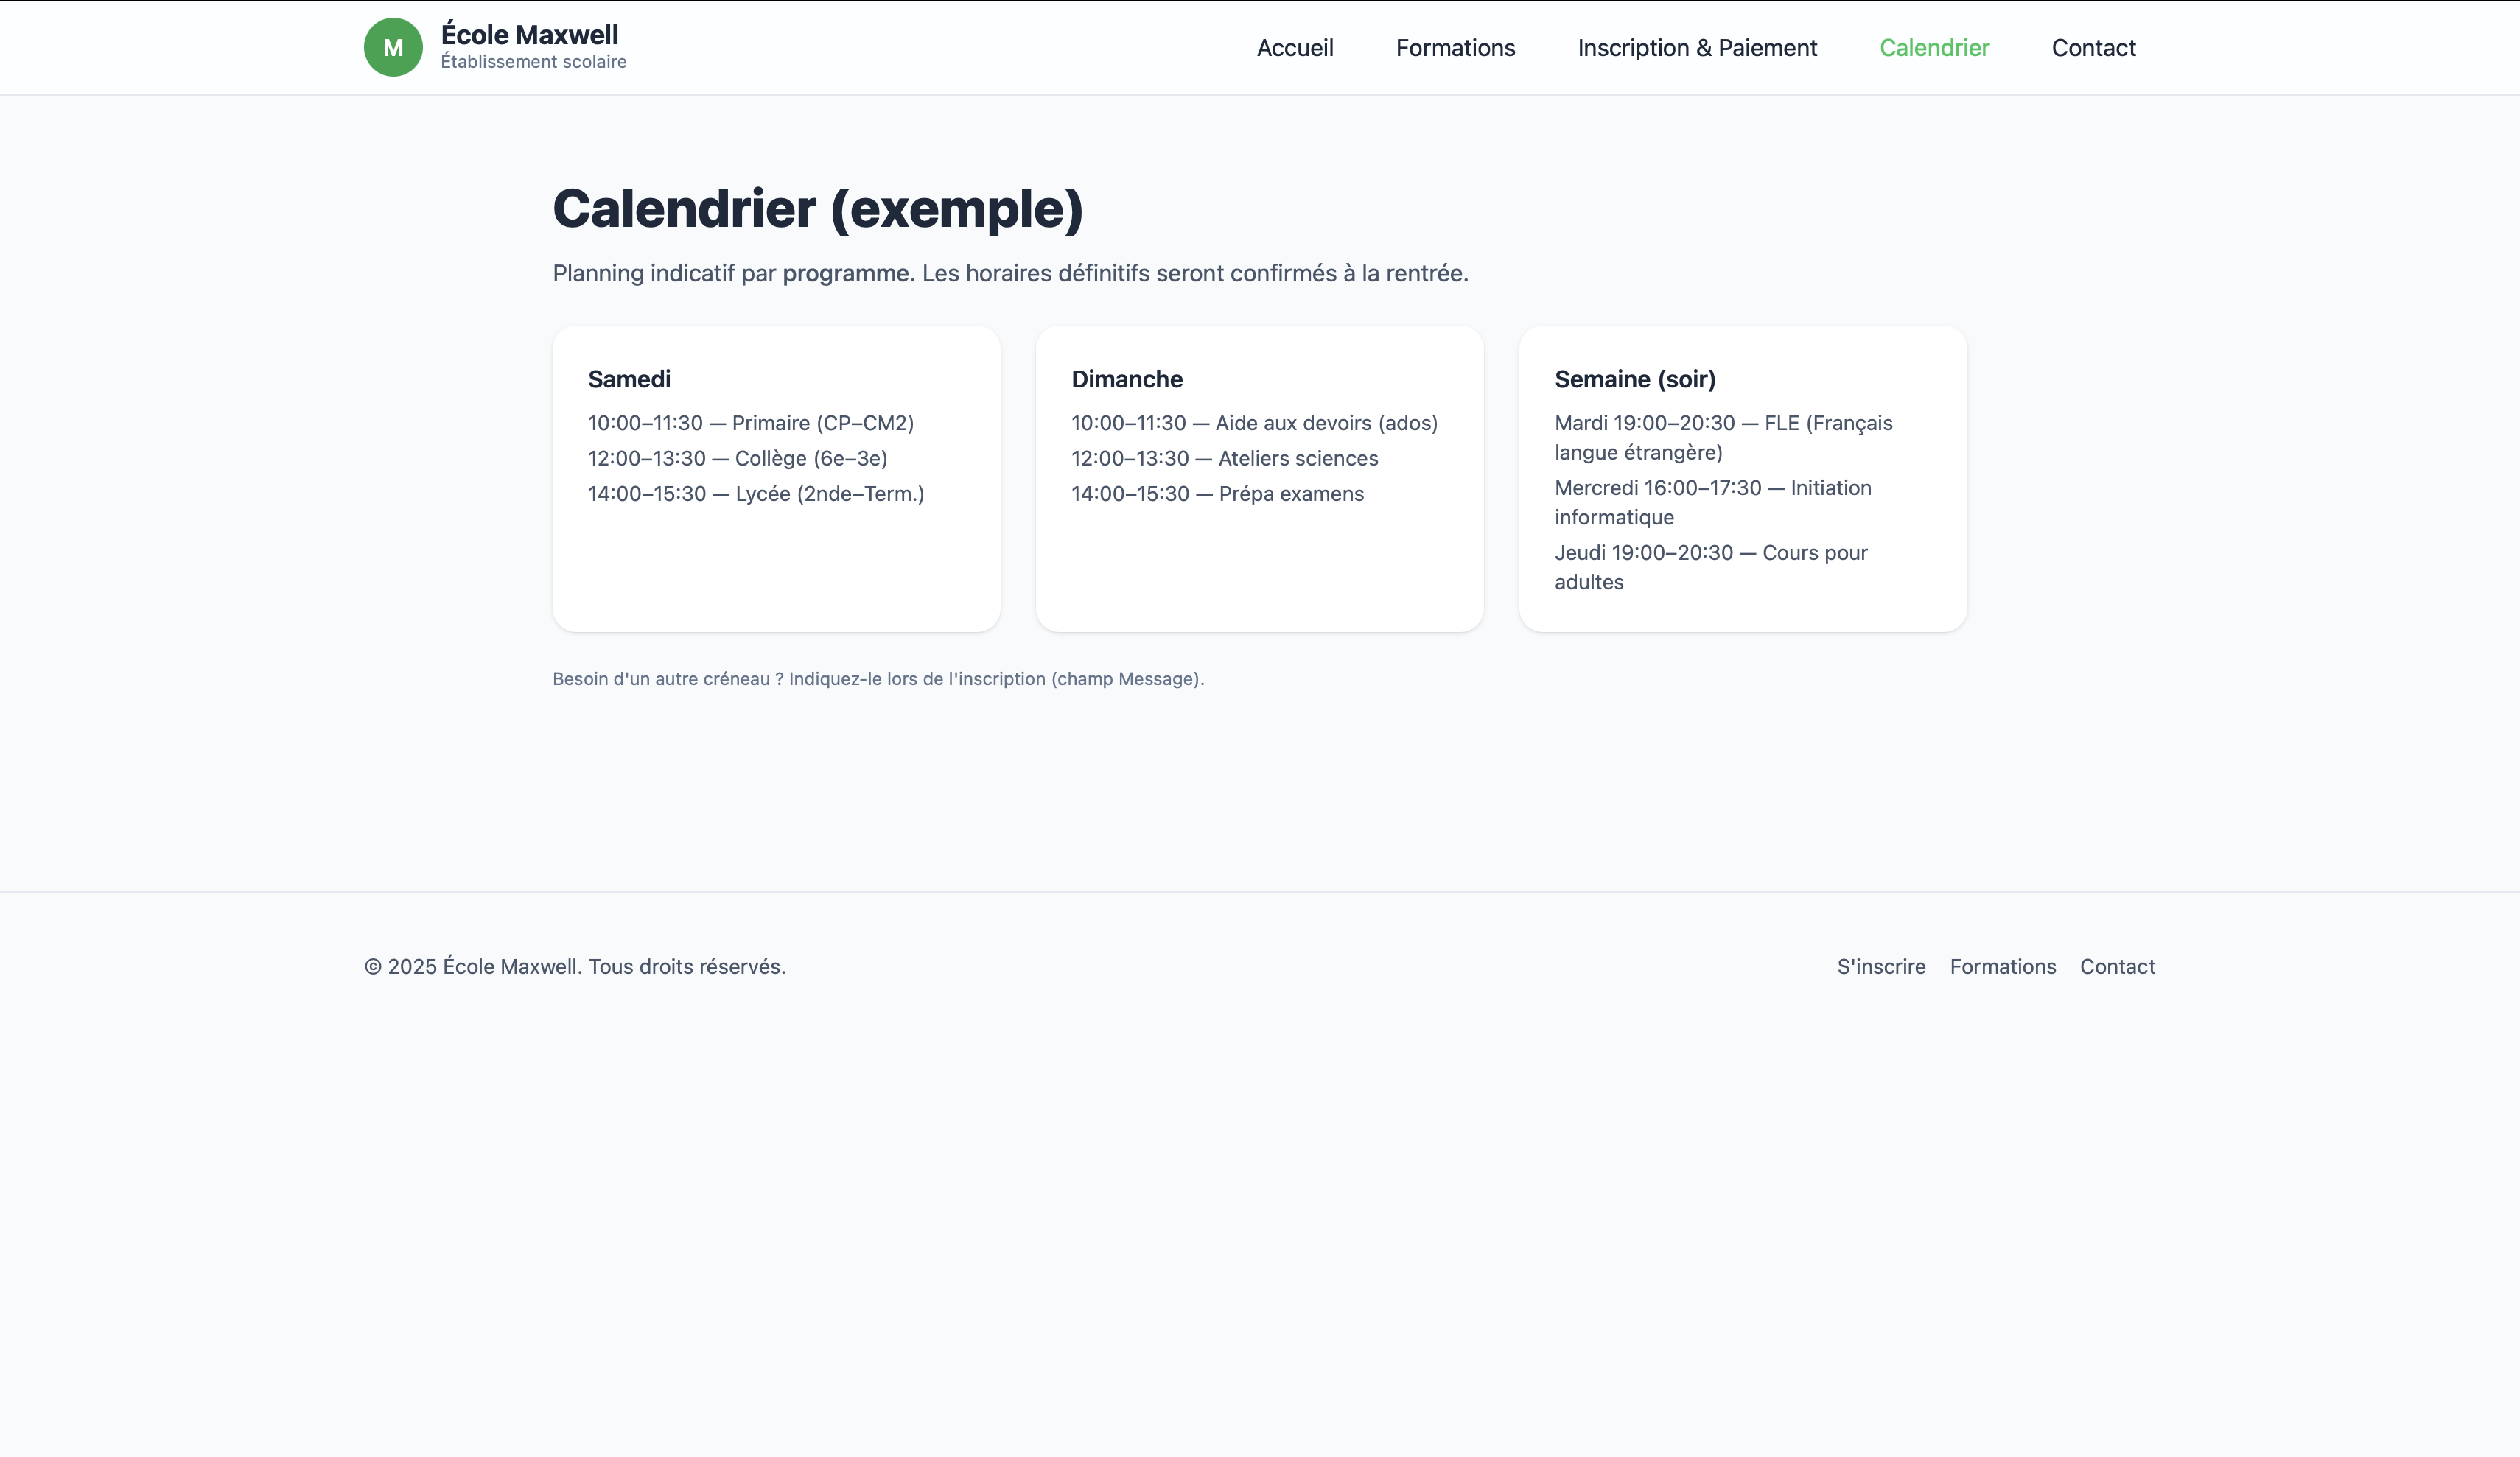 M
École Maxwell
Établissement scolaire
Accueil
Formations
Inscription & Paiement
Calendrier
Contact
Calendrier (exemple)
Planning indicatif par programme. Les horaires définitifs seront confirmés à la rentrée.
Samedi
10:00–11:30 — Primaire (CP–CM2)
12:00–13:30 — Collège (6e–3e)
14:00–15:30 — Lycée (2nde–Term.)
Dimanche
10:00–11:30 — Aide aux devoirs (ados)
12:00–13:30 — Ateliers sciences
14:00–15:30 — Prépa examens
Semaine (soir)
Mardi 19:00–20:30 — FLE (Français
langue étrangère)
Mercredi 16:00–17:30 — Initiation
informatique
Jeudi 19:00–20:30 — Cours pour
adultes
Besoin d'un autre créneau ? Indiquez-le lors de l'inscription (champ Message).
© 2025 École Maxwell. Tous droits réservés.
S'inscrire
Formations
Contact